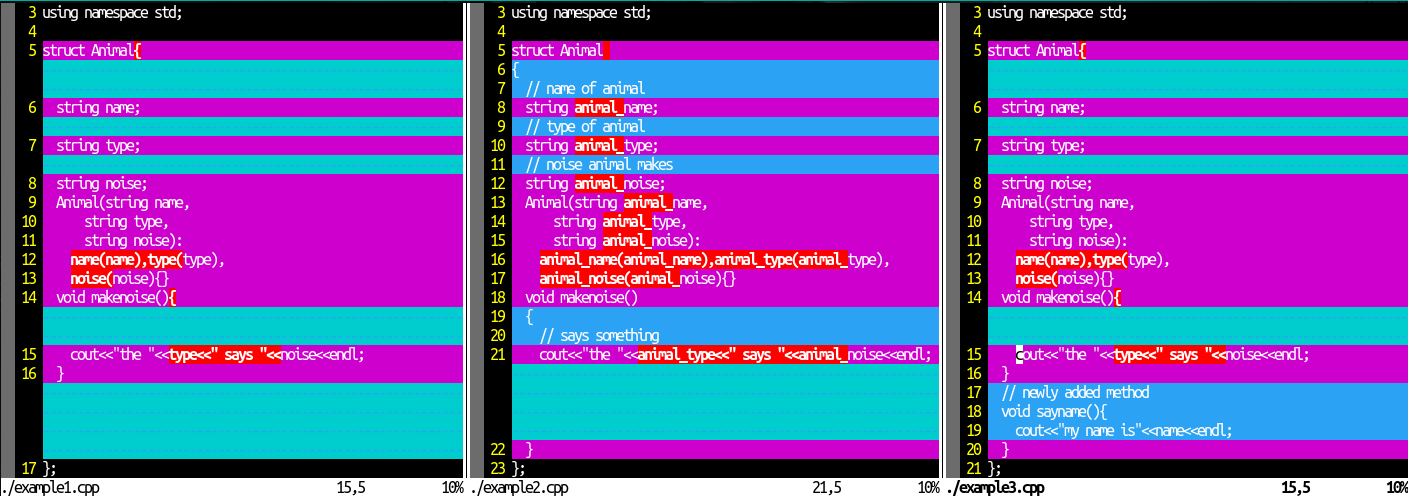 3 using namespace std;
4
5 struct Animal{
6   string name;
7   string type;
8   string noise;
9   Animal(string name,
10       string type,
11       string noise):
12     name(name),type(type),
13     noise(noise){}
14   void makenoise(){
15     cout<<"the "<<type<<" says "<<noise<<endl;
16   }
17 };
./example1.cpp 15,5 10%
3 using namespace std;
4
5 struct Animal
6 {
7   // name of animal
8   string animal_name;
9   // type of animal
10   string animal_type;
11   // noise animal makes
12   string animal_noise;
13   Animal(string animal_name,
14       string animal_type,
15       string animal_noise):
16     animal_name(animal_name),animal_type(animal_type),
17     animal_noise(animal_noise){}
18   void makenoise()
19   {
20     // says something
21     cout<<"the "<<animal_type<<" says "<<animal_noise<<endl;
22   }
23 };
./example2.cpp 21,5 10%
3 using namespace std;
4
5 struct Animal{
6   string name;
7   string type;
8   string noise;
9   Animal(string name,
10       string type,
11       string noise):
12     name(name),type(type),
13     noise(noise){}
14   void makenoise(){
15     cout<<"the "<<type<<" says "<<noise<<endl;
16   }
17   // newly added method
18   void sayname(){
19     cout<<"my name is"<<name<<endl;
20   }
21 };
./example3.cpp 15,5 10%